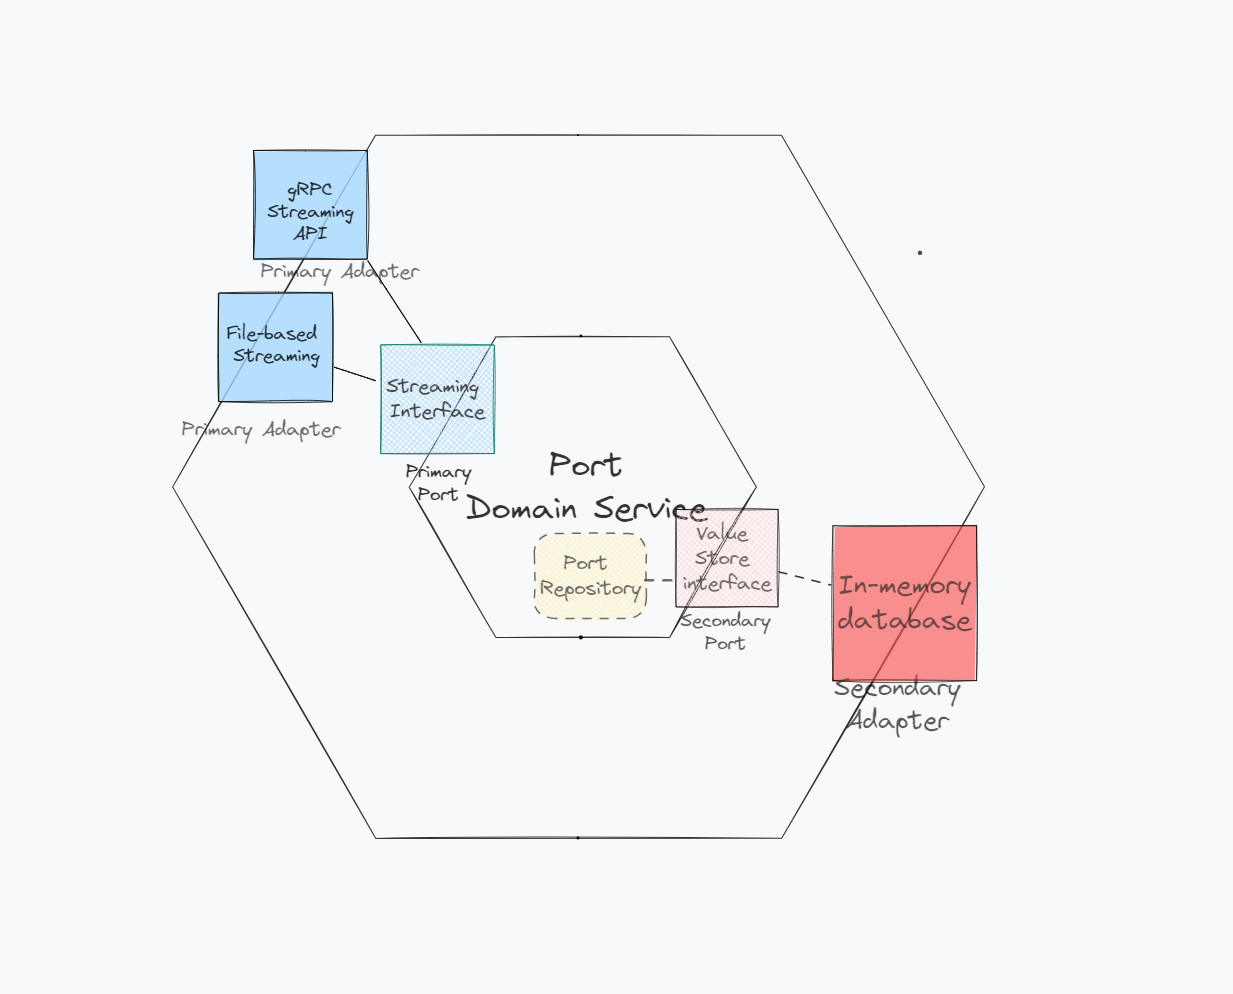 gRPC
Streaming
API
Primary Adapter
File-based
Streaming
Primary Adapter
Streaming
Interface
Primary
Port
Port
Domain Service
Port
Repository
Value
Store
interface
Secondary
Port
In-memory
database
Secondary
Adapter